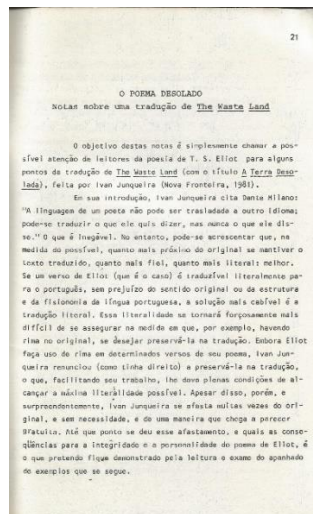 21
O POEMA DESOLADO
Notas sobre uma tradução de The Waste Land
O objetivo destas notas é simplesmente chamar a pos-
sível atenção de leitores da poesia de T. S. Eliot para alguns
pontos da tradução de The Waste Land (com o título A Terra Deso-
lada), feita por Ivan Junqueira (Nova Fronteira, 1981).
Em sua introdução, Ivan Junqueira cita Dante Milano:
"A linguagem de um poeta não pode ser trasladada a outro idioma;
pode-se traduzir o que ele quis dizer, mas nunca o que ele dis-
se." O que é inegável. No entanto, pode-se acrescentar que, na
medida do possível, quanto mais próximo do original se mantiver o
texto traduzido, quanto mais fiel, quanto mais literal: melhor.
Se um verso de Eliot (que é o caso) é traduzível literalmente pa-
ra o português, sem prejuízo do sentido original ou da estrutura
e da fisionomia da língua portuguesa, a solução mais cabível é a
tradução literal. Essa literalidade se tornará forçosamente mais
difícil de se assegurar na medida em que, por exemplo, havendo
rima no original, se desejar preservá-la na tradução. Embora Eliot
faça uso de rima em determinados versos de seu poema, Ivan Jun-
queira renunciou (como tinha direito) a preservá-la na tradução,
o que, facilitando seu trabalho, lhe dava plenas condições de al-
cançar a máxima literalidade possível. Apesar disso, porém, e
surpreendentemente, Ivan Junqueira se afasta muitas vezes do ori-
ginal, e sem necessidade, e de uma maneira que chega a parecer
gratuita. Até que ponto se deu esse afastamento, e quais as conse-
qüências para a integridade e a personalidade do poema de Eliot, é
o que pretendo fique demonstrado pela leitura e exame do apanhado
de exemplos que se segue.